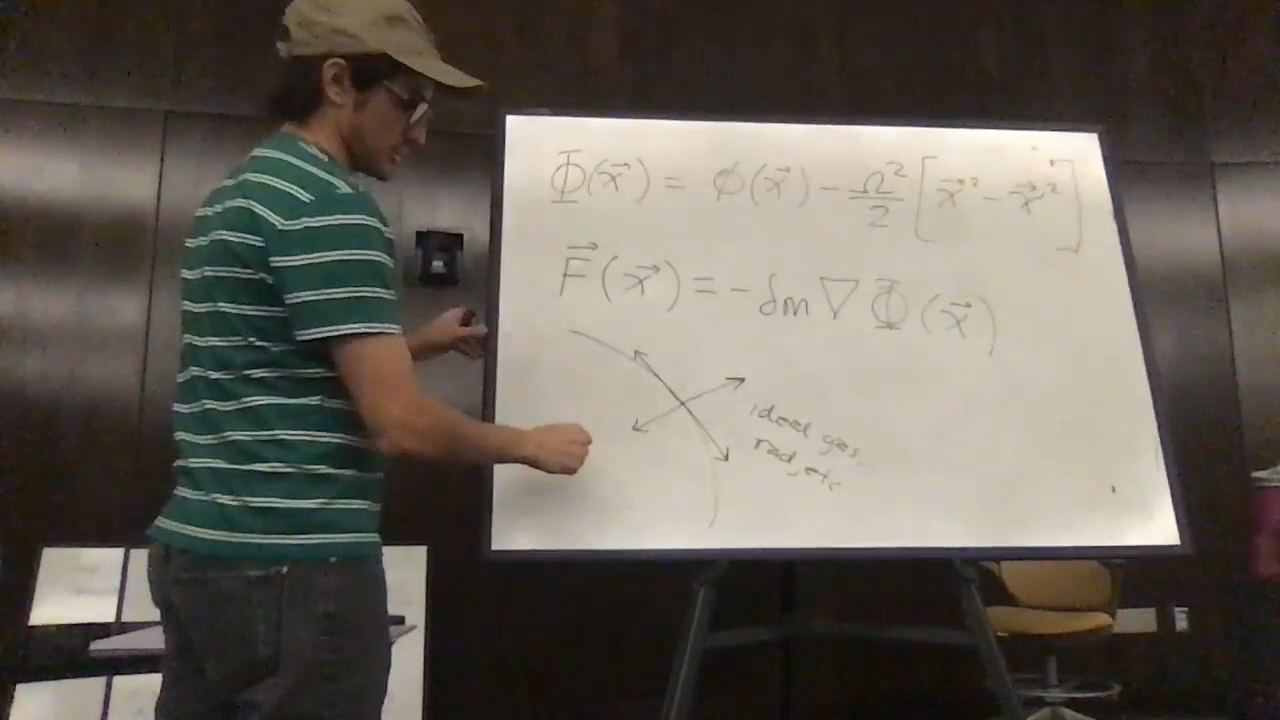 Φ(x⃗) = ϕ(x⃗) - Ω²/2 [x⃗² - x⃗²]
F⃗(x⃗) = -δm ∇ Φ(x⃗)
ideal gas,
rad, etc